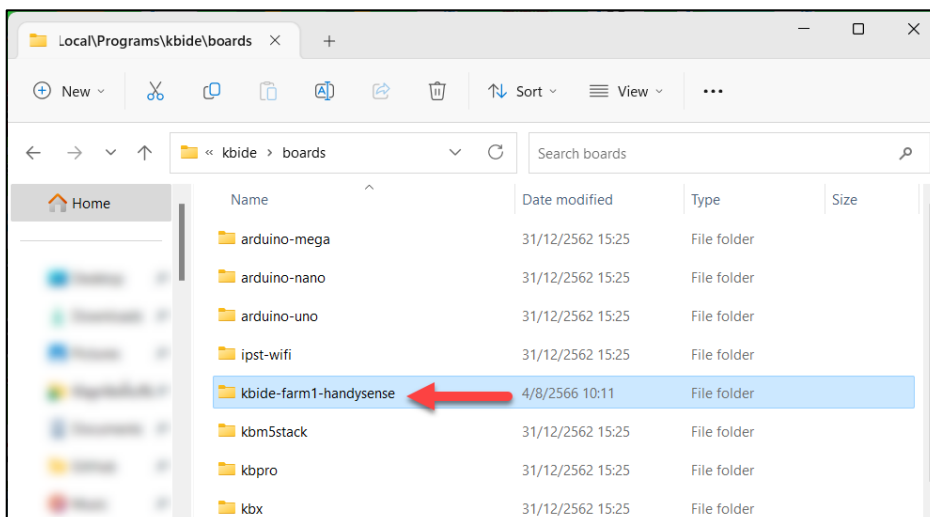 Local\Programs\kbide\boards
New Sort View
« kbide > boards Search boards
Home
Name Date modified Type Size
arduino-mega 31/12/2562 15:25 File folder
arduino-nano 31/12/2562 15:25 File folder
arduino-uno 31/12/2562 15:25 File folder
ipst-wifi 31/12/2562 15:25 File folder
kbide-farm1-handysense 4/8/2566 10:11 File folder
kbm5stack 31/12/2562 15:25 File folder
kbpro 31/12/2562 15:25 File folder
kbx 31/12/2562 15:25 File folder